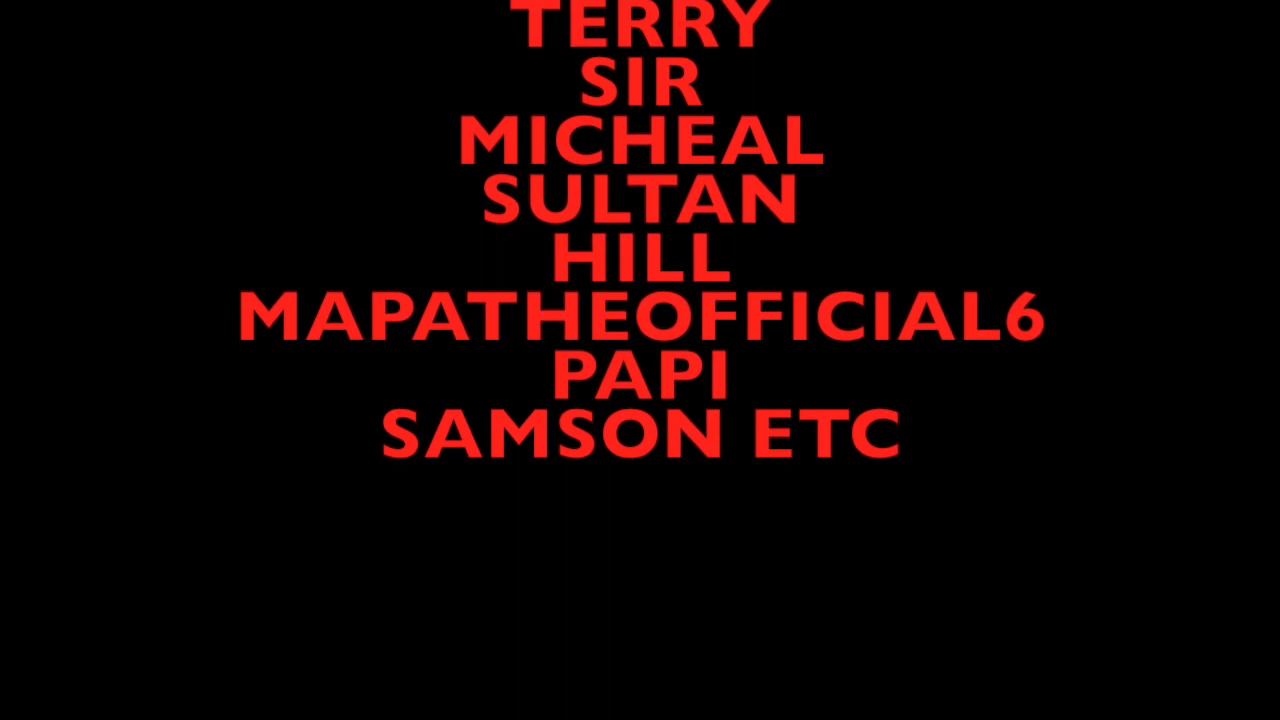 TERRY
SIR
MICHEAL
SULTAN
HILL
MAPATHEOFFICIAL6
PAPI
SAMSON ETC